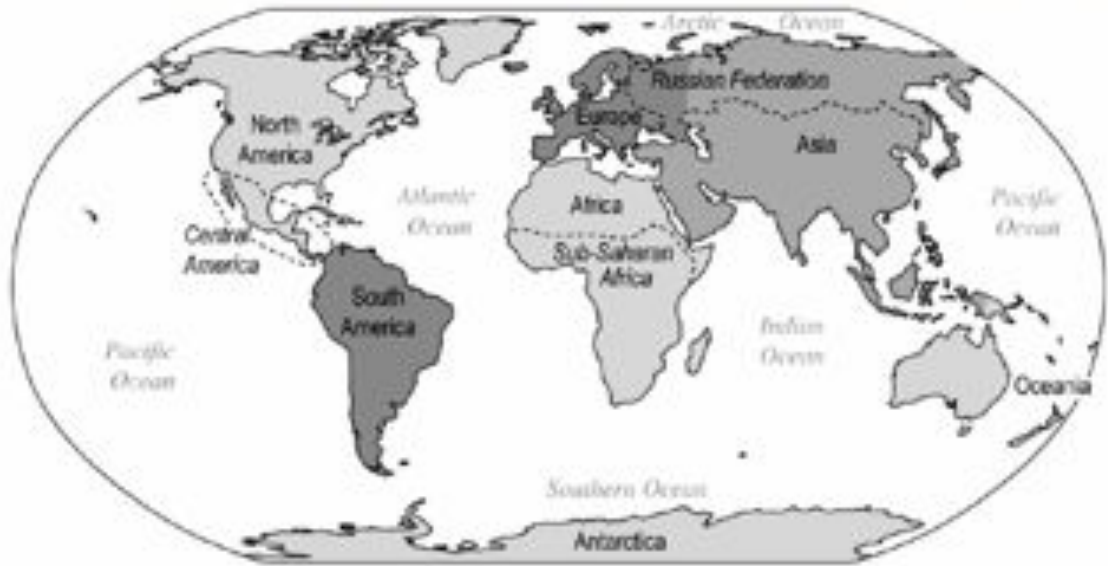 Arctic Ocean
Russian Federation
Europe
North
America
Asia
Atlantic
Ocean
Africa
Pacific
Ocean
Central
America
Sub-Saharan
Africa
South
America
Indian
Ocean
Pacific
Ocean
Oceania
Southern Ocean
Antarctica